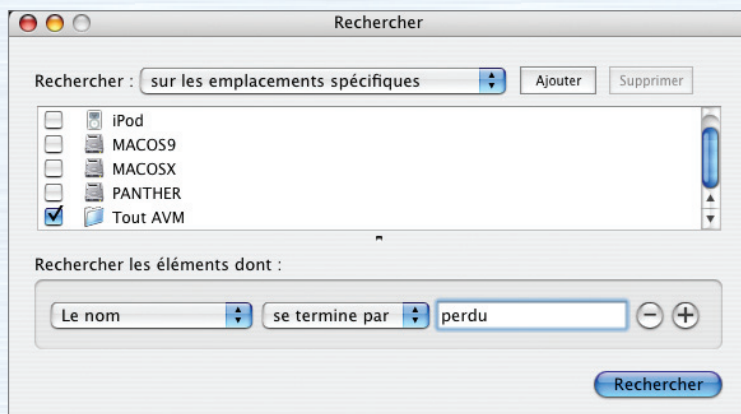 Rechercher
Rechercher : sur les emplacements spécifiques Ajouter Supprimer
iPod
MACOS9
MACOSX
PANTHER
Tout AVM
Rechercher les éléments dont :
Le nom se termine par perdu
Rechercher